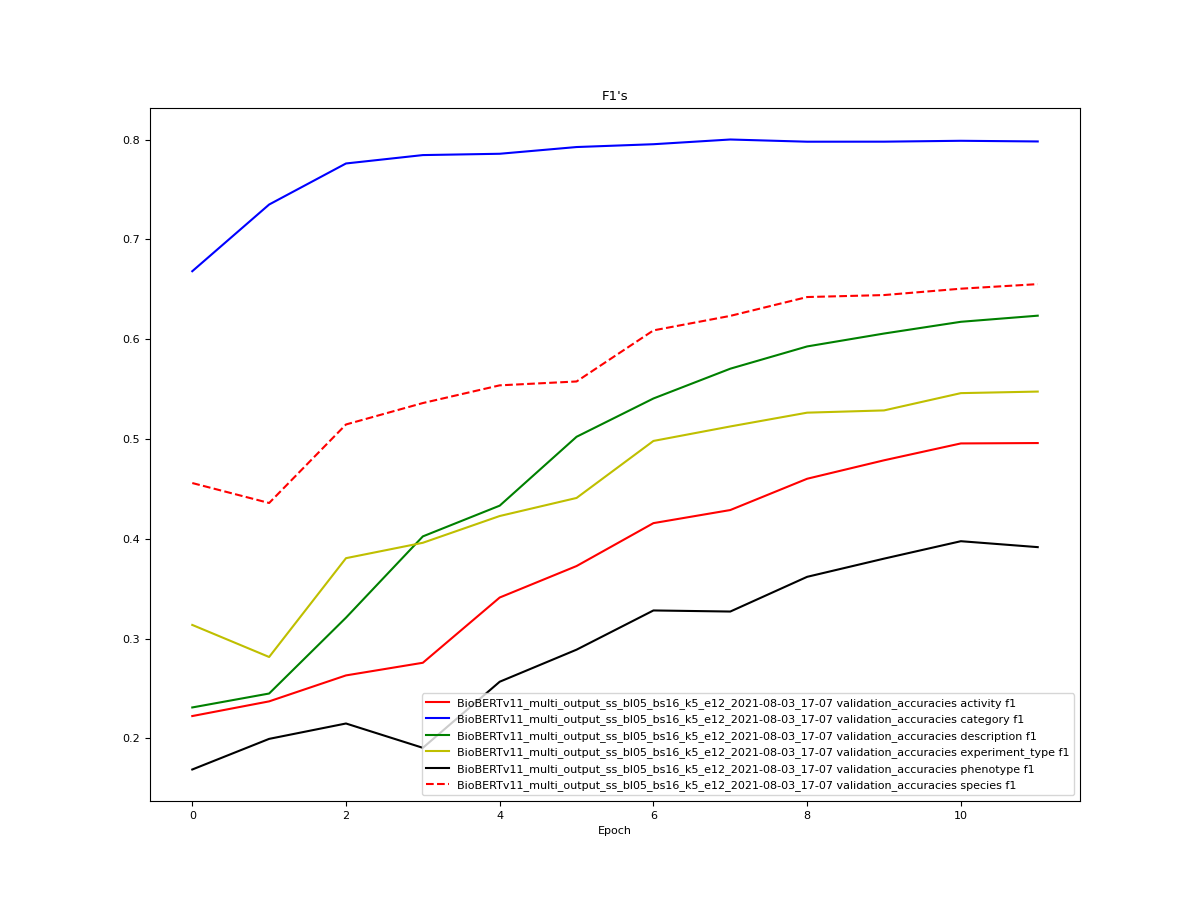 F1's
0.8
0.7
0.6
0.5
0.4
0.3
0.2
BioBERTv11_multi_output_ss_bl05_bs16_k5_e12_2021-08-03_17-07 validation_accuracies activity f1
BioBERTv11_multi_output_ss_bl05_bs16_k5_e12_2021-08-03_17-07 validation_accuracies category f1
BioBERTv11_multi_output_ss_bl05_bs16_k5_e12_2021-08-03_17-07 validation_accuracies description f1
BioBERTv11_multi_output_ss_bl05_bs16_k5_e12_2021-08-03_17-07 validation_accuracies experiment_type f1
BioBERTv11_multi_output_ss_bl05_bs16_k5_e12_2021-08-03_17-07 validation_accuracies phenotype f1
BioBERTv11_multi_output_ss_bl05_bs16_k5_e12_2021-08-03_17-07 validation_accuracies species f1
0 2 4 6 8 10
Epoch